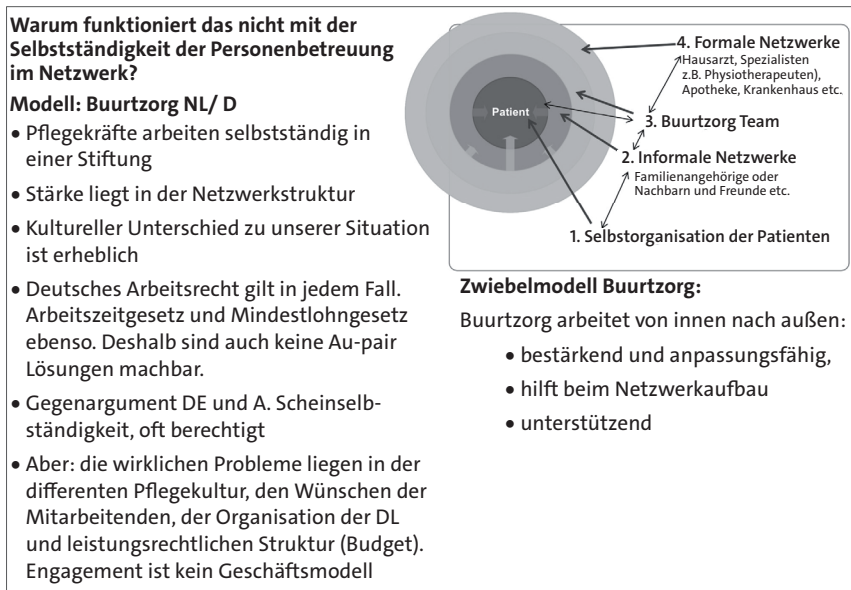 Warum funktioniert das nicht mit der
Selbstständigkeit der Personenbetreuung
im Netzwerk?
Modell: Buurtzorg NL/ D
• Pflegekräfte arbeiten selbstständig in
einer Stiftung
• Stärke liegt in der Netzwerkstruktur
• Kultureller Unterschied zu unserer Situation
ist erheblich
• Deutsches Arbeitsrecht gilt in jedem Fall.
Arbeitszeitgesetz und Mindestlohngesetz
ebenso. Deshalb sind auch keine Au-pair
Lösungen machbar.
• Gegenargument DE und A. Scheinselb-
ständigkeit, oft berechtigt
• Aber: die wirklichen Probleme liegen in der
differenten Pflegekultur, den Wünschen der
Mitarbeitenden, der Organisation der DL
und leistungsrechtlichen Struktur (Budget).
Engagement ist kein Geschäftsmodell
Patient
4. Formale Netzwerke
Hausarzt, Spezialisten
z.B. Physiotherapeuten),
Apotheke, Krankenhaus etc.
3. Buurtzorg Team
2. Informale Netzwerke
Familienangehörige oder
Nachbarn und Freunde etc.
1. Selbstorganisation der Patienten
Zwiebelmodell Buurtzorg:
Buurtzorg arbeitet von innen nach außen:
• bestärkend und anpassungsfähig,
• hilft beim Netzwerkaufbau
• unterstützend